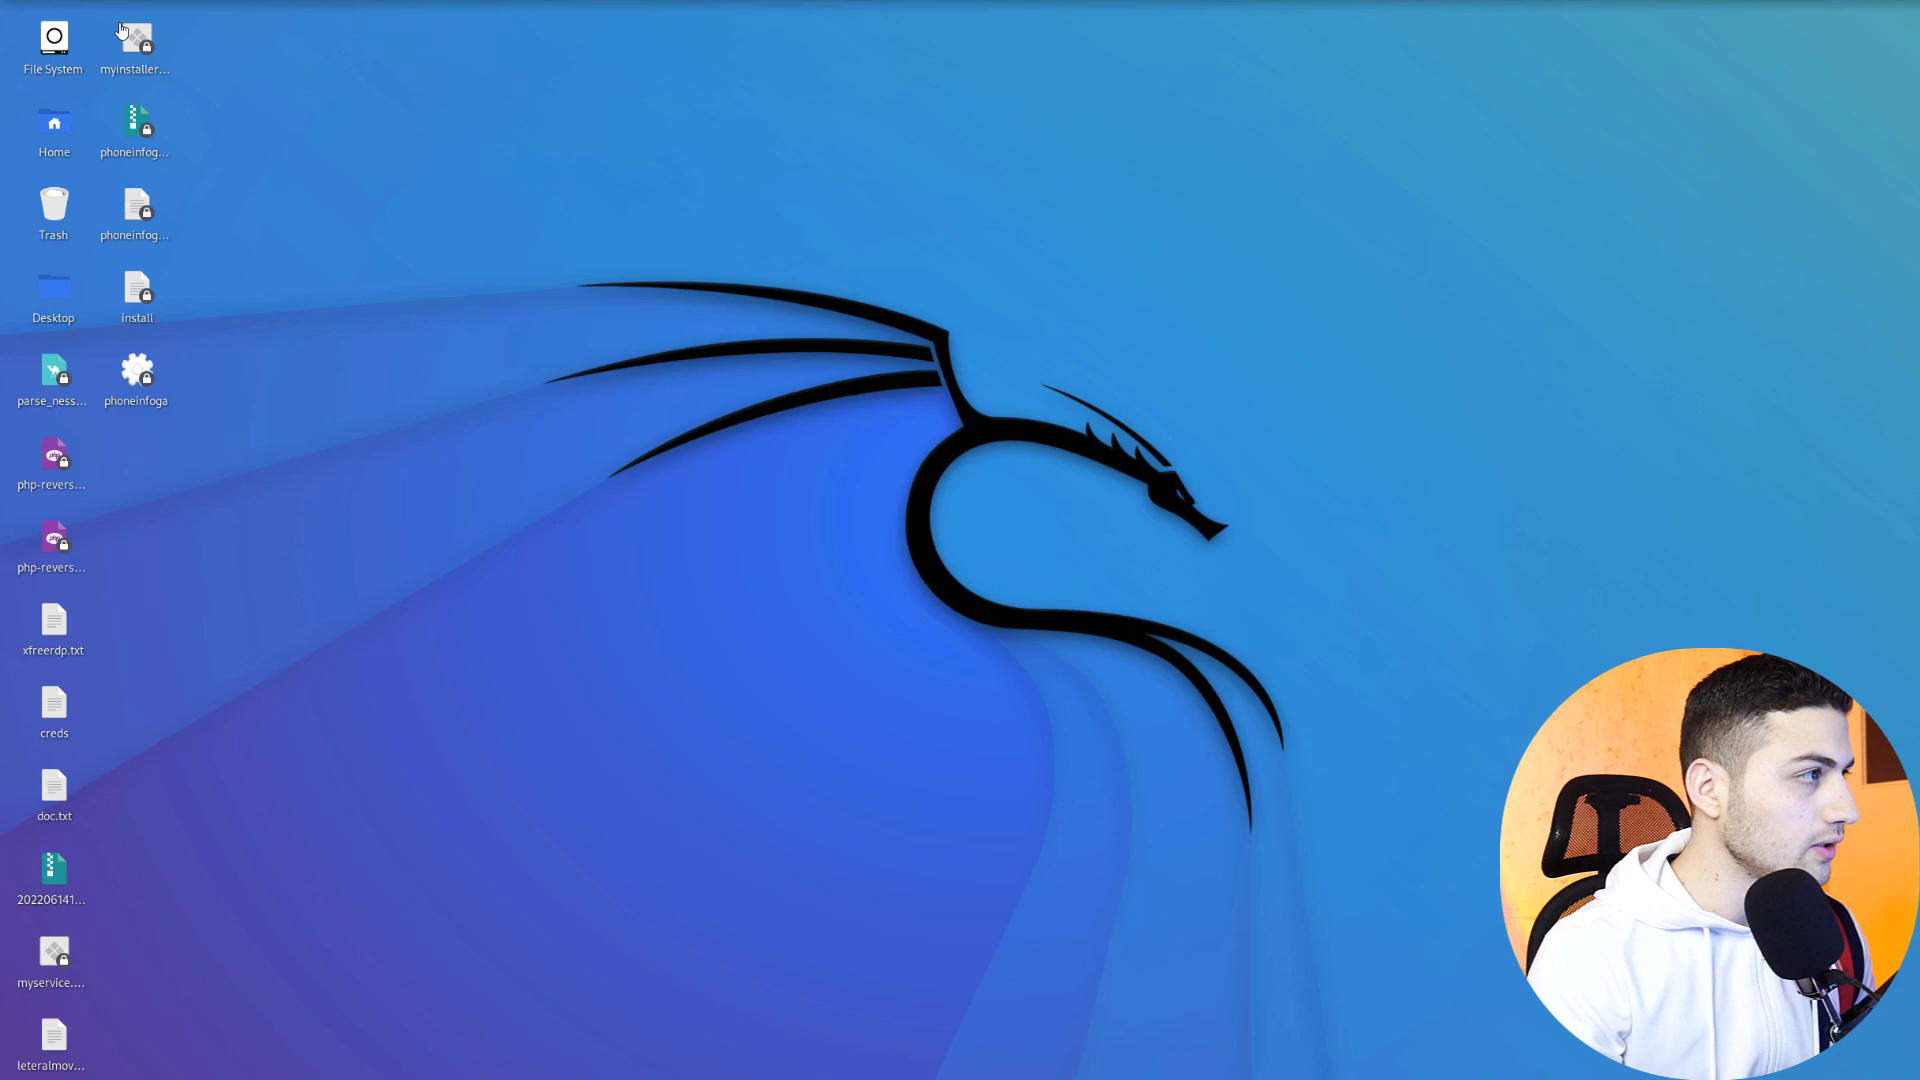 File System
myinstaller...
Home
phoneinfog...
Trash
phoneinfog...
Desktop
install
parse_ness...
phoneinfoga
php-revers...
php-revers...
xfreerdp.txt
creds
doc.txt
202206141...
myservice....
leteralmov...